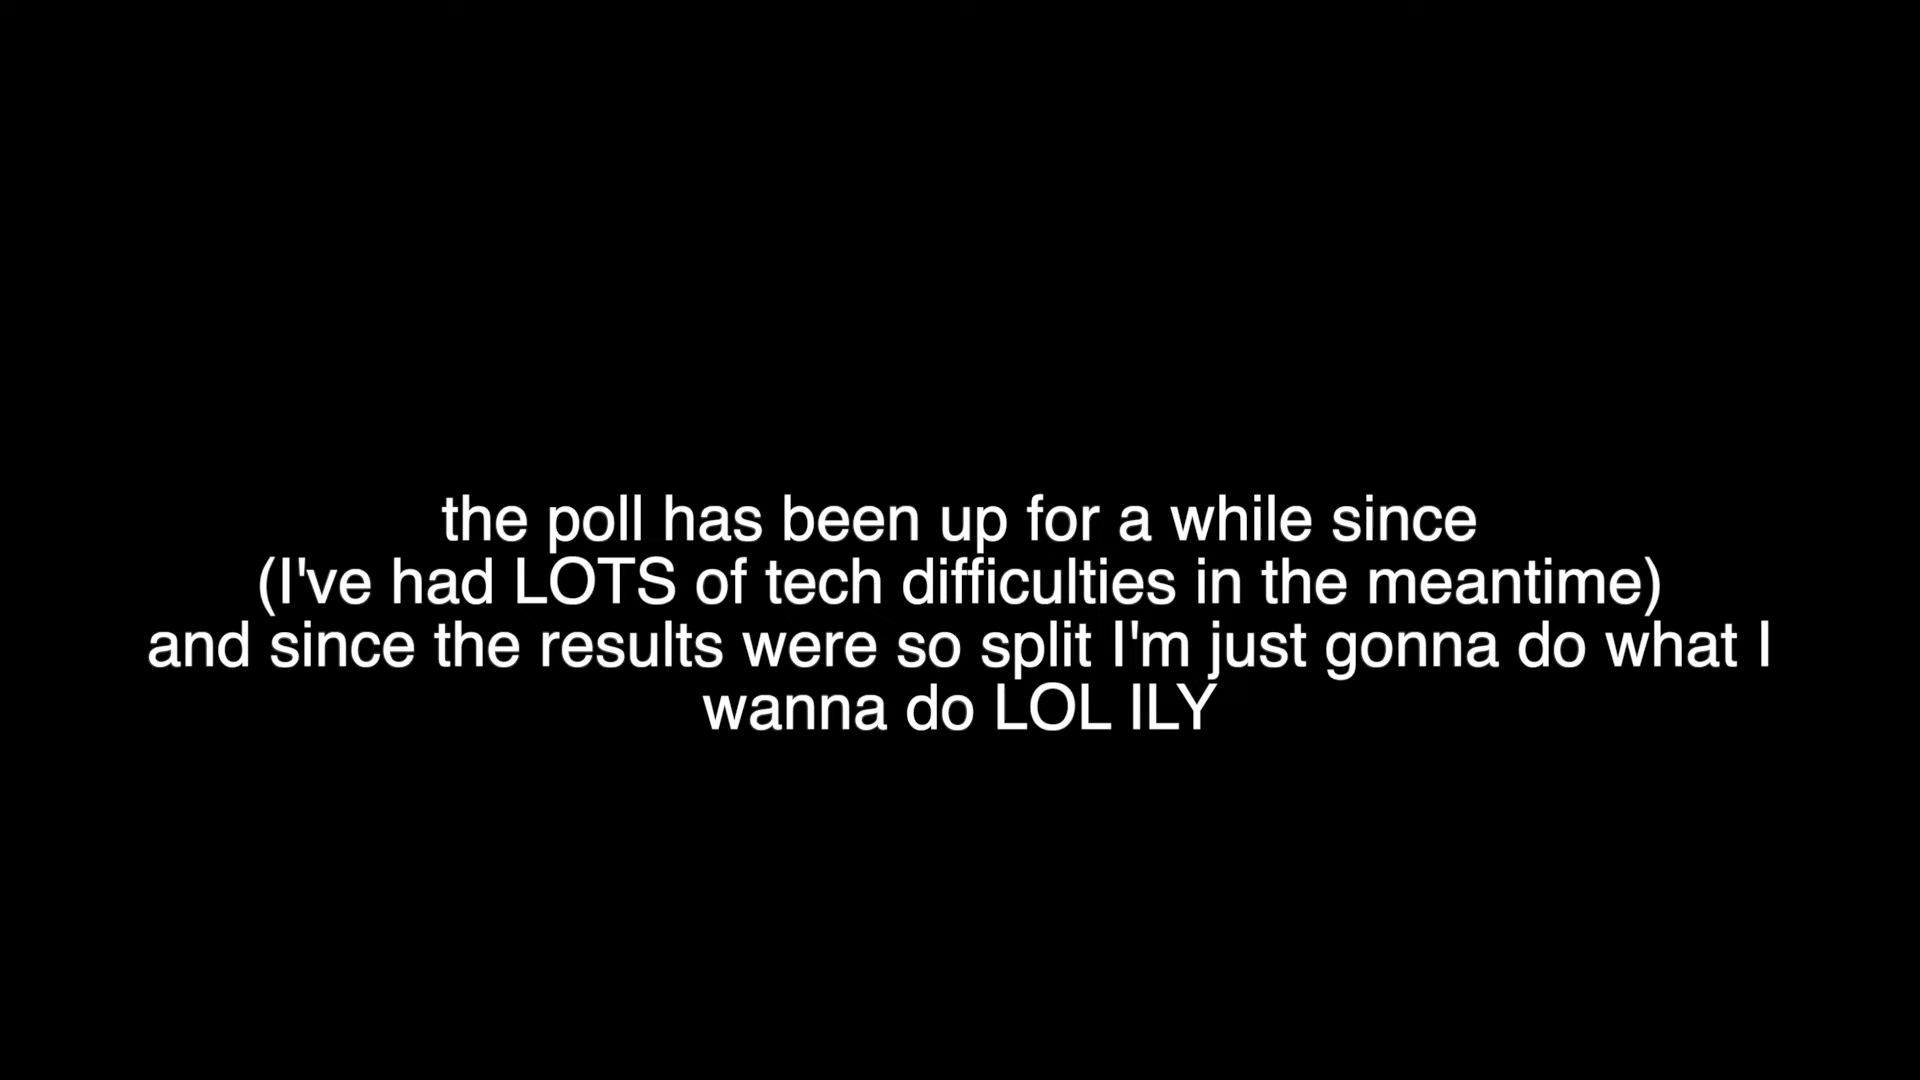 the poll has been up for a while since
(I've had LOTS of tech difficulties in the meantime)
and since the results were so split I'm just gonna do what I
wanna do LOL ILY